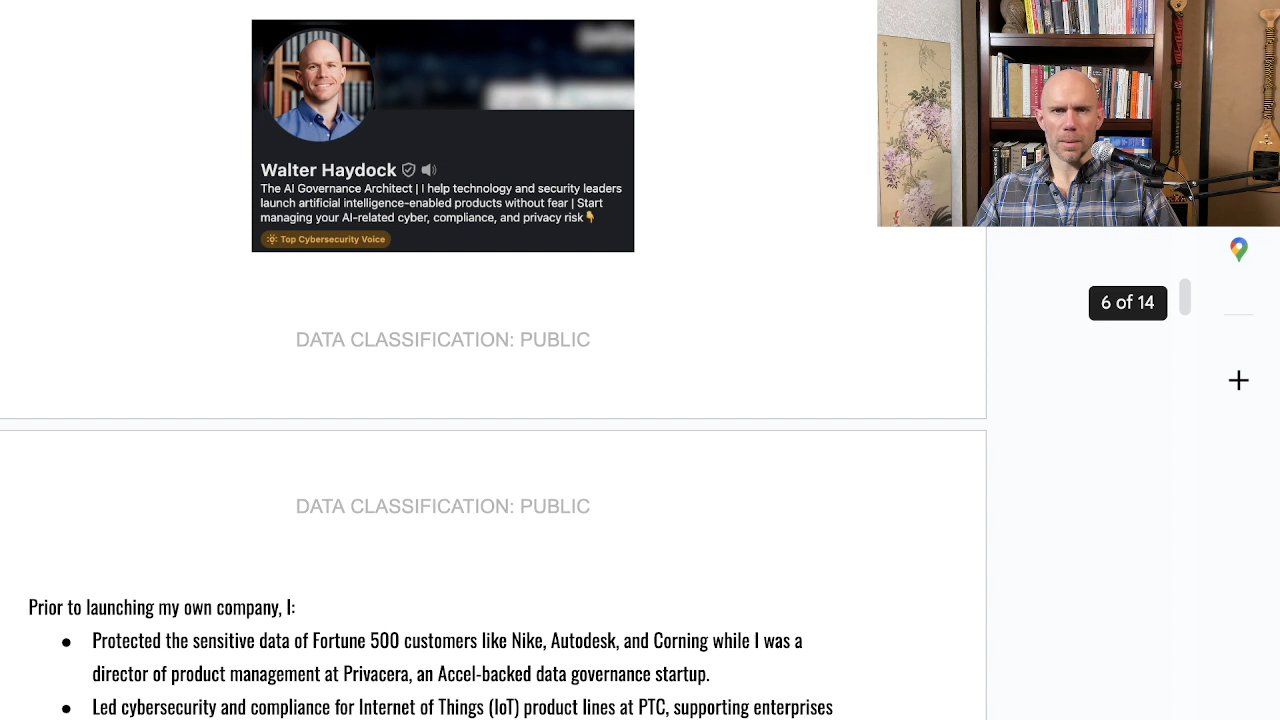 Walter Haydock
The AI Governance Architect | I help technology and security leaders
launch artificial intelligence-enabled products without fear | Start
managing your AI-related cyber, compliance, and privacy risk👇
Top Cybersecurity Voice
6 of 14
DATA CLASSIFICATION: PUBLIC
DATA CLASSIFICATION: PUBLIC
Prior to launching my own company, I:
● Protected the sensitive data of Fortune 500 customers like Nike, Autodesk, and Corning while I was a
director of product management at Privacera, an Accel-backed data governance startup.
● Led cybersecurity and compliance for Internet of Things (IoT) product lines at PTC, supporting enterprises